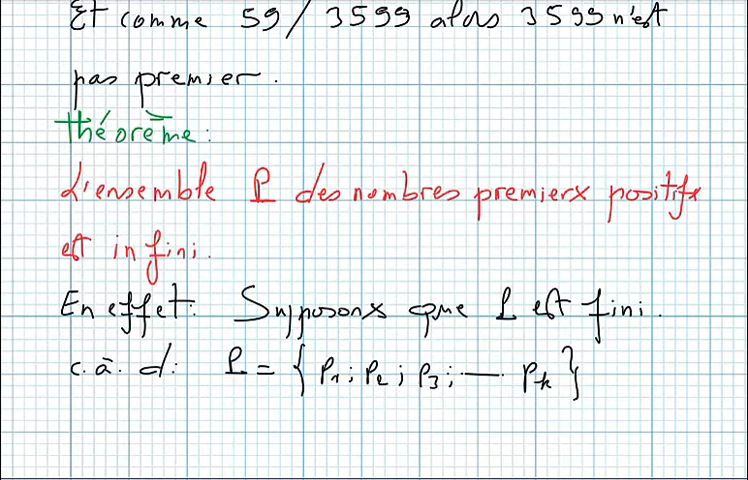 Et comme 59 / 3599 alors 3599 n'est
pas premier.
théorème:
L'ensemble P des nombres premiers positifs
est infini.
En effet: Supposons que P est fini.
c.à.d: P = { p₁; p₂; p₃; — pₖ }